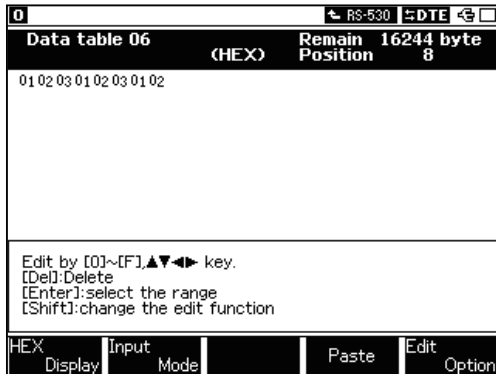 0 RS-530 DTE
Data table 06 Remain 16244 byte
(HEX) Position 8
01 02 03 01 02 03 01 02
Edit by [0]~[F],▲▼◄► key.
[Del]:Delete
[Enter]:select the range
[Shift]:change the edit function
HEX Input Paste Edit
Display Mode Option